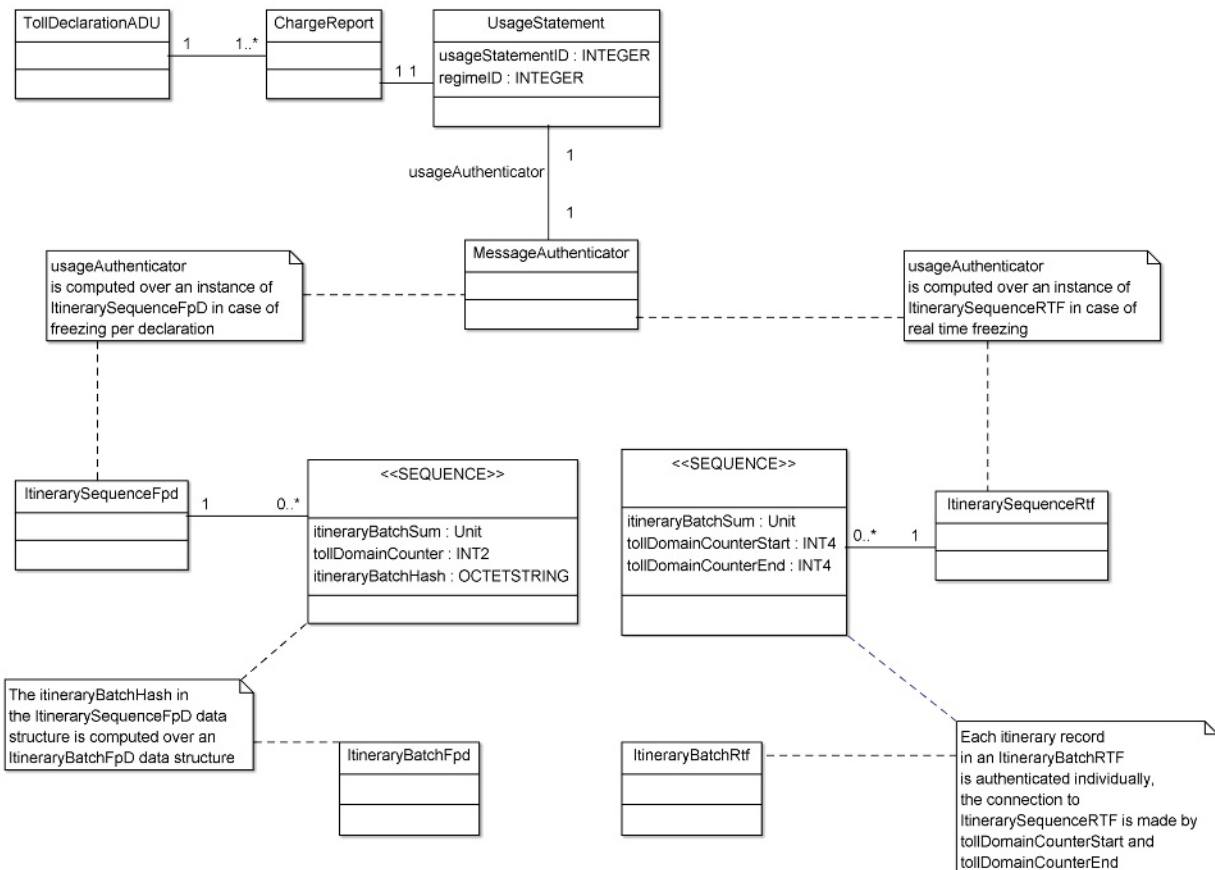 TollDeclarationADU
1
1..*
ChargeReport
1 1
UsageStatement
usageStatementID : INTEGER
regimeID : INTEGER
1
usageAuthenticator
1
MessageAuthenticator
usageAuthenticator
is computed over an instance of
ItinerarySequenceFpD in case of
freezing per declaration
usageAuthenticator
is computed over an instance of
ItinerarySequenceRTF in case of
real time freezing
ItinerarySequenceFpd
1
0..*
<<SEQUENCE>>
itineraryBatchSum : Unit
tollDomainCounter : INT2
itineraryBatchHash : OCTETSTRING
<<SEQUENCE>>
itineraryBatchSum : Unit
tollDomainCounterStart : INT4
tollDomainCounterEnd : INT4
0..*
1
ItinerarySequenceRtf
The itineraryBatchHash in
the ItinerarySequenceFpD data
structure is computed over an
ItineraryBatchFpD data structure
ItineraryBatchFpd
ItineraryBatchRtf
Each itinerary record
in an ItineraryBatchRTF
is authenticated individually,
the connection to
ItinerarySequenceRTF is made by
tollDomainCounterStart and
tollDomainCounterEnd